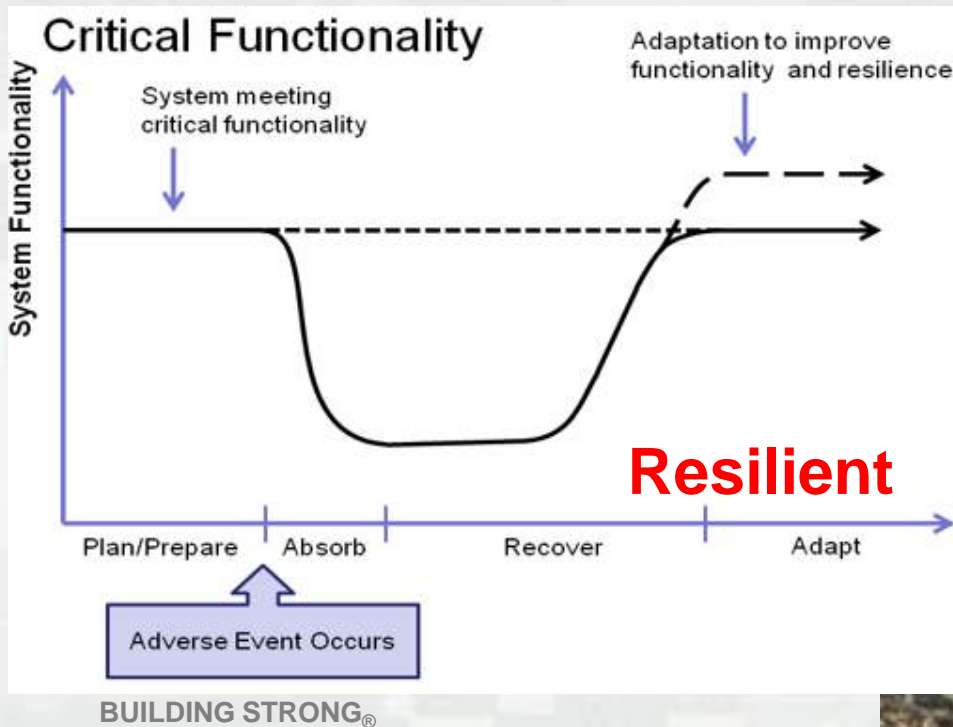 Critical Functionality
System Functionality
System meeting
critical functionality
Adaptation to improve
functionality and resilience
Resilient
Plan/Prepare
Absorb
Recover
Adapt
Adverse Event Occurs
BUILDING STRONG®